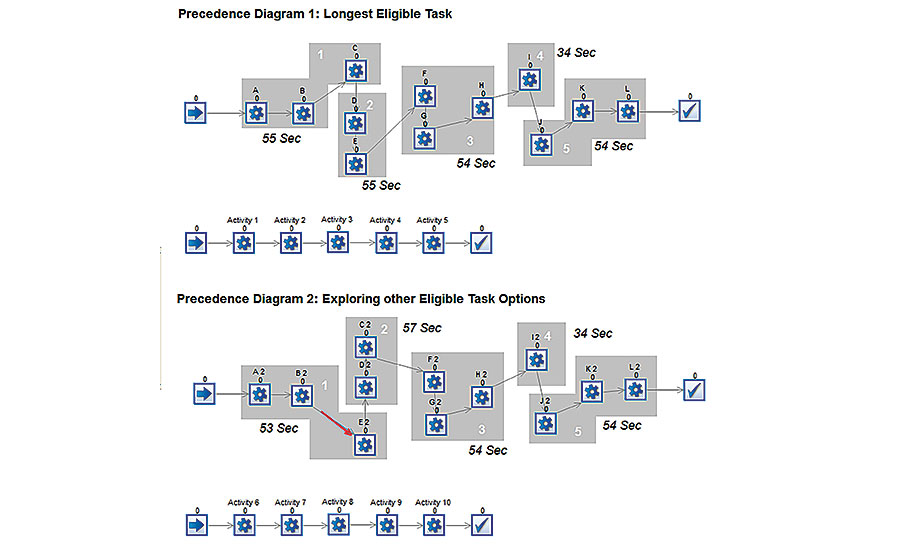 Precedence Diagram 1: Longest Eligible Task
1
C
0
4
34 Sec
I
0
A
0
B
0
F
0
H
0
K
0
L
0
0
0
D
0
2
G
0
J
0
55 Sec
E
0
3
54 Sec
5
54 Sec
55 Sec
Activity 1 Activity 2 Activity 3 Activity 4 Activity 5
0 0 0 0 0 0 0
Precedence Diagram 2: Exploring other Eligible Task Options
C 2
0
2
57 Sec
I2
0
4
34 Sec
A 2
0
B 2
0
1
D 2
0
F 2
0
H 2
0
K 2
0
L 2
0
0
0
G 2
0
J 2
0
53 Sec
E 2
0
3
54 Sec
5
54 Sec
Activity 6 Activity 7 Activity 8 Activity 9 Activity 10
0 0 0 0 0 0 0